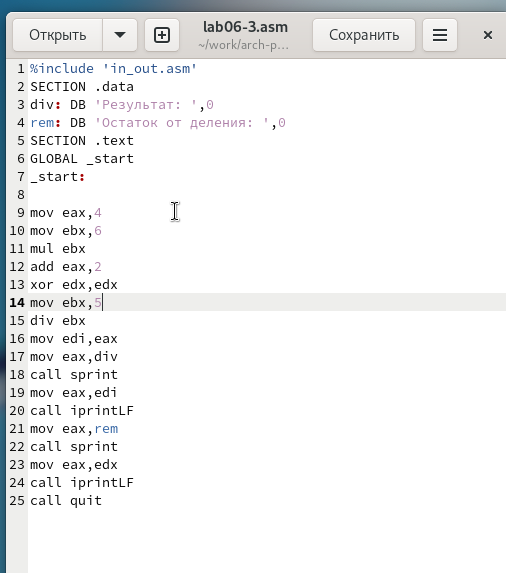 Открыть
lab06-3.asm
~/work/arch-p…
Сохранить
1 %include 'in_out.asm'
2 SECTION .data
3 div: DB 'Результат: ',0
4 rem: DB 'Остаток от деления: ',0
5 SECTION .text
6 GLOBAL _start
7 _start:
8
9 mov eax,4
10 mov ebx,6
11 mul ebx
12 add eax,2
13 xor edx,edx
14 mov ebx,5
15 div ebx
16 mov edi,eax
17 mov eax,div
18 call sprint
19 mov eax,edi
20 call iprintLF
21 mov eax,rem
22 call sprint
23 mov eax,edx
24 call iprintLF
25 call quit